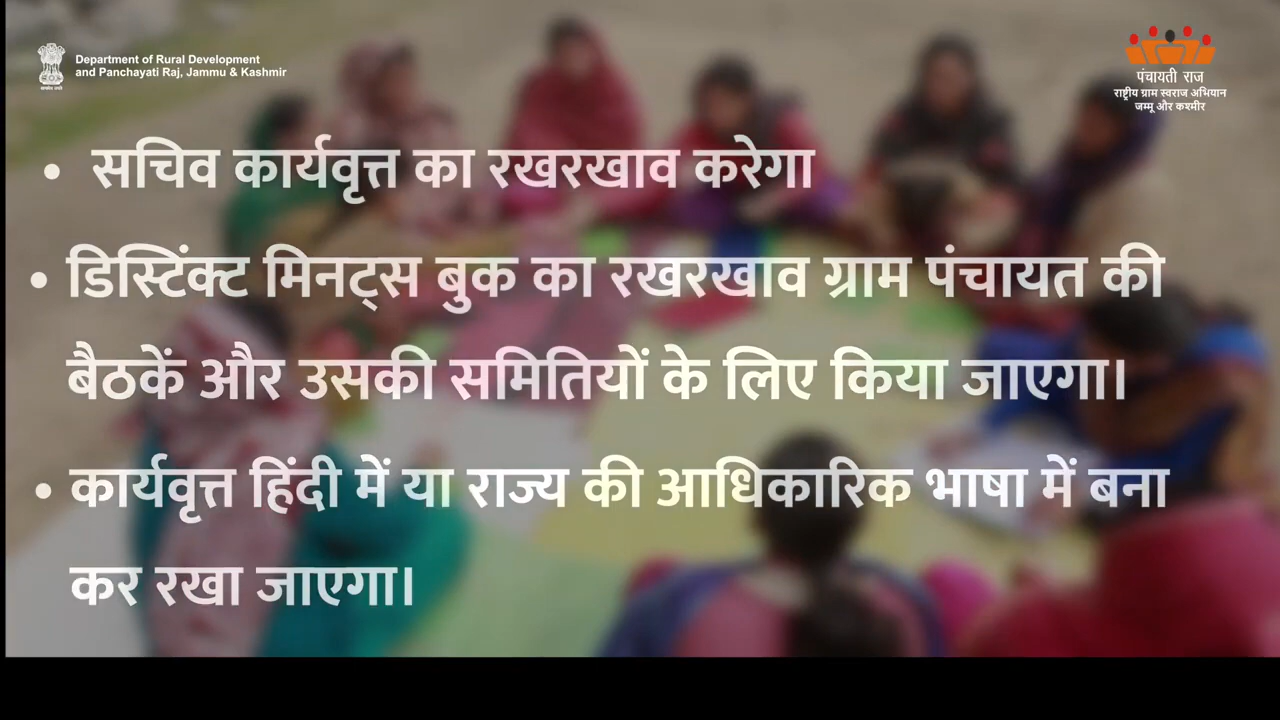 Department of Rural Development
and Panchayati Raj, Jammu & Kashmir
पंचायती राज
राष्ट्रीय ग्राम स्वराज अभियान
जम्मू और कश्मीर
• सचिव कार्यवृत्त का रखरखाव करेगा
• डिस्टिंक्ट मिनट्स बुक का रखरखाव ग्राम पंचायत की
बैठकें और उसकी समितियों के लिए किया जाएगा।
• कार्यवृत्त हिंदी में या राज्य की आधिकारिक भाषा में बना
कर रखा जाएगा।